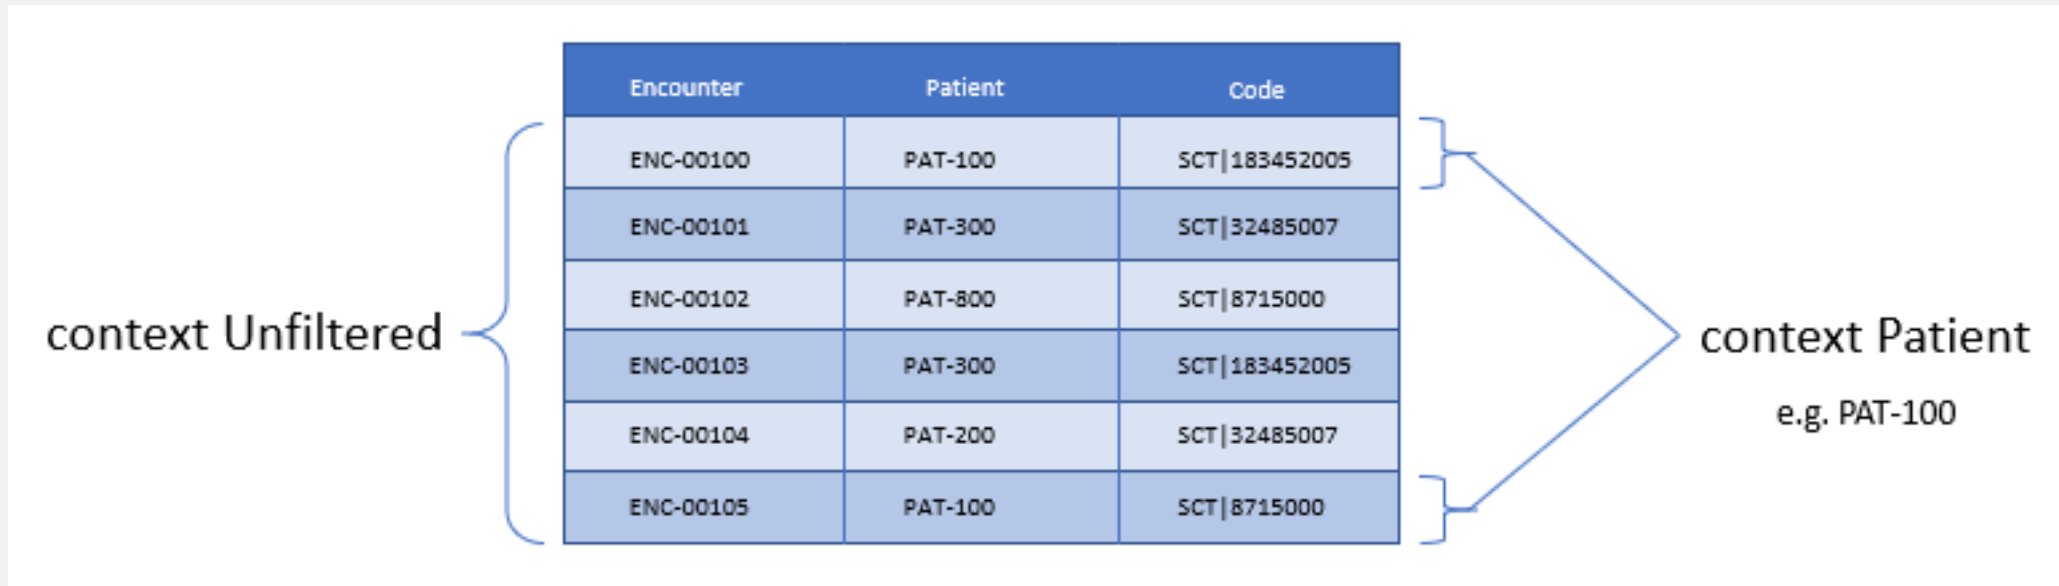 Encounter Patient Code
ENC-00100 PAT-100 SCT|183452005
ENC-00101 PAT-300 SCT|32485007
ENC-00102 PAT-800 SCT|8715000
context Unfiltered
ENC-00103 PAT-300 SCT|183452005
ENC-00104 PAT-200 SCT|32485007
ENC-00105 PAT-100 SCT|8715000
context Patient
e.g. PAT-100